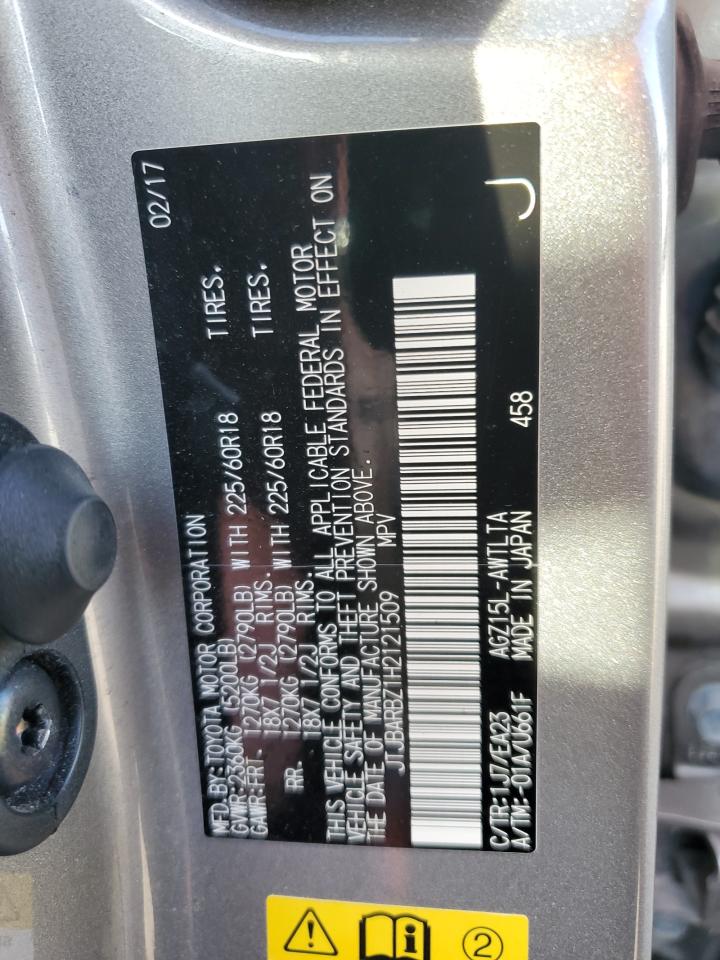 MFD.BY:TOYOTA MOTOR CORPORATION 02/17
GVWR:2360KG (5200LB)
GAWR:FRT. 1270KG (2790LB) WITH 225/60R18 TIRES.
18X7 1/2J RIMS.
RR. 1270KG (2790LB) WITH 225/60R18 TIRES.
18X7 1/2J RIMS.
THIS VEHICLE CONFORMS TO ALL APPLICABLE FEDERAL MOTOR
VEHICLE SAFETY AND THEFT PREVENTION STANDARDS IN EFFECT ON
THE DATE OF MANUFACTURE SHOWN ABOVE.
JTJBARBZ1H2121509 MPV
C/TR:1J7/EA23 AGZ15L-AWTLTA 458 J
A/TM:-01A/U661F MADE IN JAPAN
2